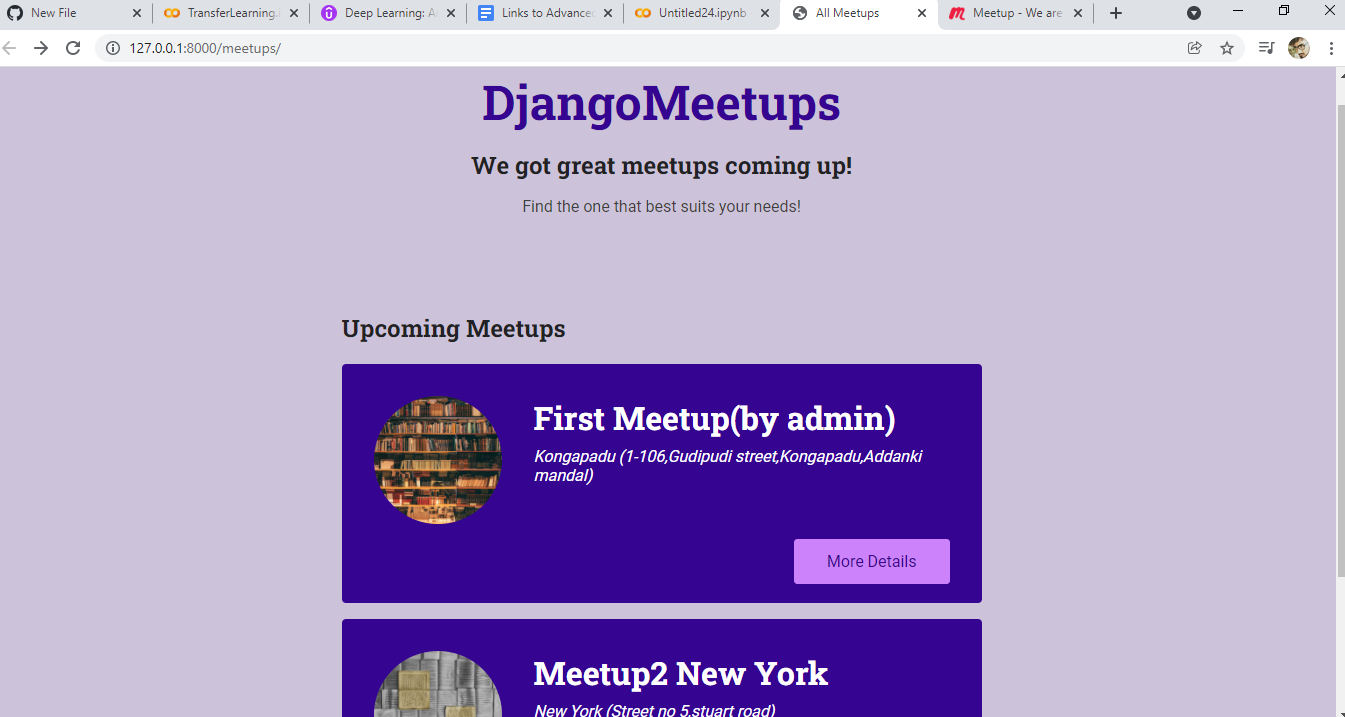 New File
TransferLearning.i
Deep Learning: A
Links to Advanced
Untitled24.ipynb
All Meetups
Meetup - We are
127.0.0.1:8000/meetups/
DjangoMeetups
We got great meetups coming up!
Find the one that best suits your needs!
Upcoming Meetups
First Meetup(by admin)
Kongapadu (1-106,Gudipudi street,Kongapadu,Addanki
mandal)
More Details
Meetup2 New York
New York (Street no 5,stuart road)